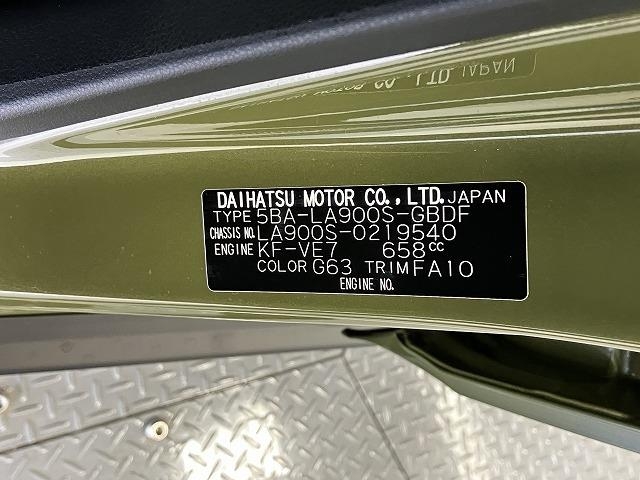 DAIHATSU MOTOR CO., LTD. JAPAN
TYPE 5BA-LA900S-GBDF
CHASSIS NO. LA900S-0219540
ENGINE KF-VE7 658cc
COLOR G63 TRIM FA10
ENGINE NO.